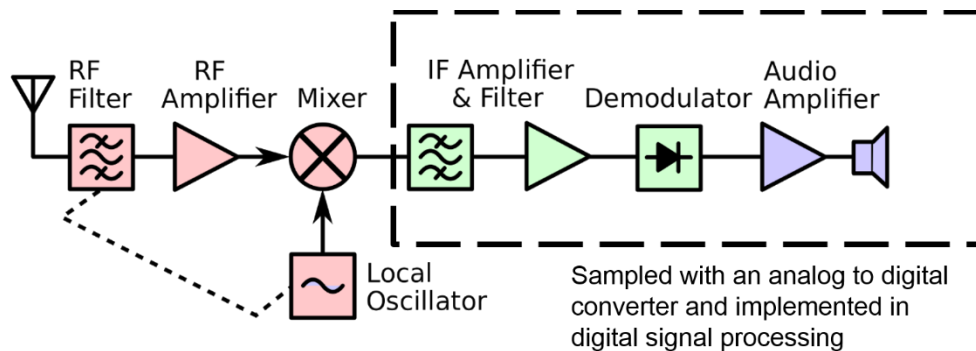 RF
Filter
RF
Amplifier
Mixer
IF Amplifier
& Filter
Demodulator
Audio
Amplifier
Local
Oscillator
Sampled with an analog to digital
converter and implemented in
digital signal processing